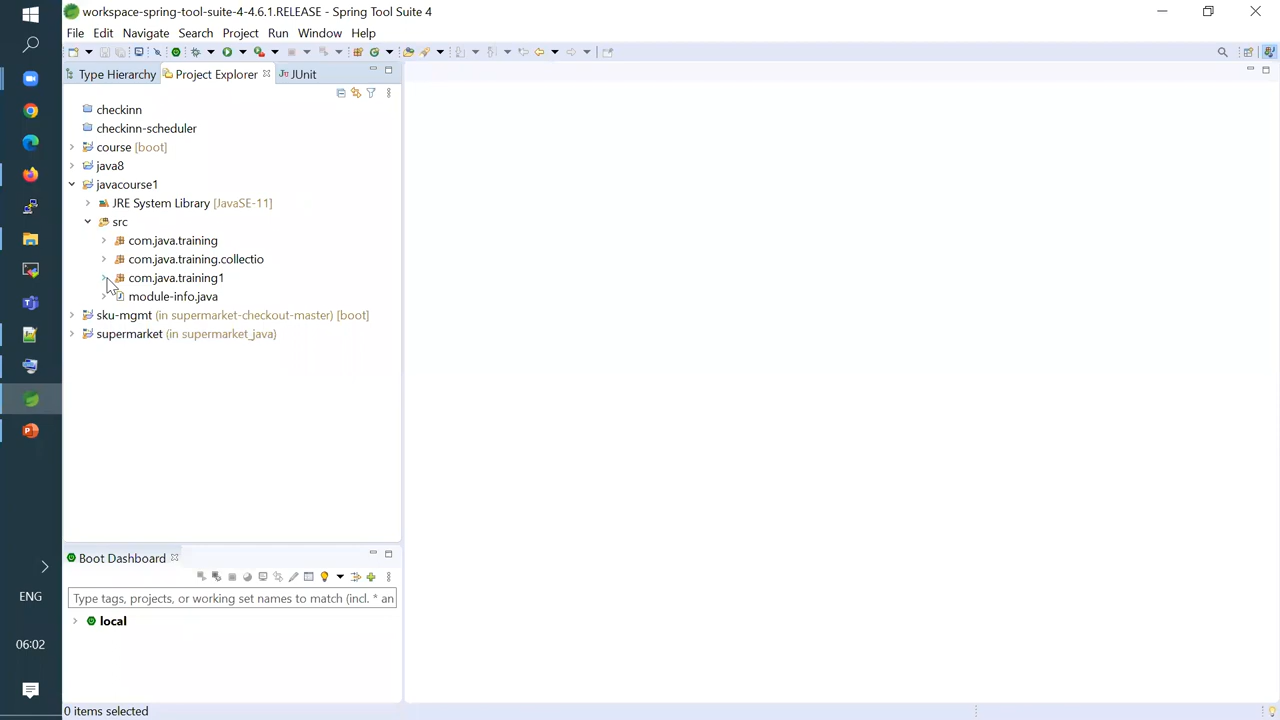 workspace-spring-tool-suite-4-4.6.1.RELEASE - Spring Tool Suite 4
File Edit Navigate Search Project Run Window Help
Type Hierarchy Project Explorer JUnit
checkinn
checkinn-scheduler
course [boot]
java8
javacourse1
JRE System Library [JavaSE-11]
src
com.java.training
com.java.training.collectio
com.java.training1
module-info.java
sku-mgmt (in supermarket-checkout-master) [boot]
supermarket (in supermarket_java)
Boot Dashboard
Type tags, projects, or working set names to match (incl. * an
local
ENG
06:02
0 items selected